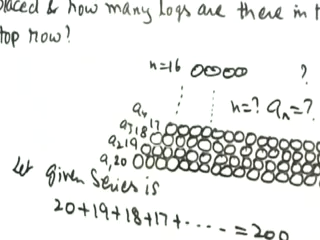 placed & how many logs are there in t
top row?
n=16
?
n=? aₙ=?
a₄ 17
a₃ 18
a₂ 19
a₁ 20
Let given Series is
20+19+18+17+ ..... = 200